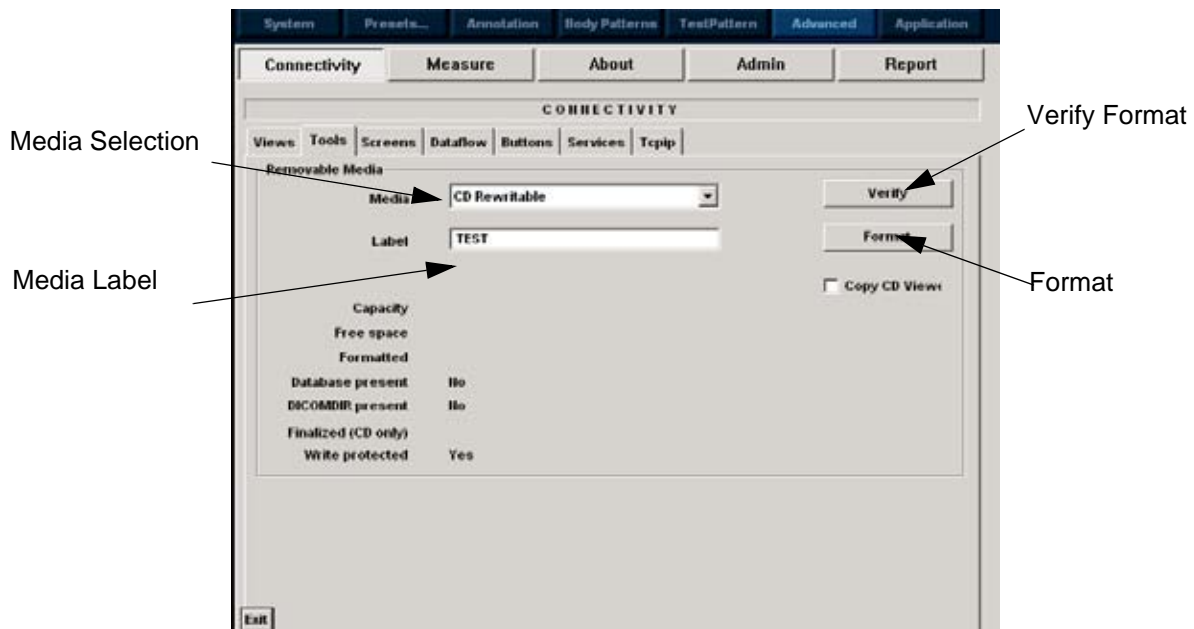 System Presets... Annotation Body Patterns TestPattern Advanced Application
Connectivity Measure About Admin Report
CONNECTIVITY
Verify Format
Media Selection
Views Tools Screens Dataflow Buttons Services Tcpip
Removable Media
Media CD Rewritable Verify
Label TEST Format
Media Label
Format
Copy CD Viewe
Capacity
Free space
Formatted
Database present No
DICOMDIR present No
Finalized (CD only)
Write protected Yes
Exit